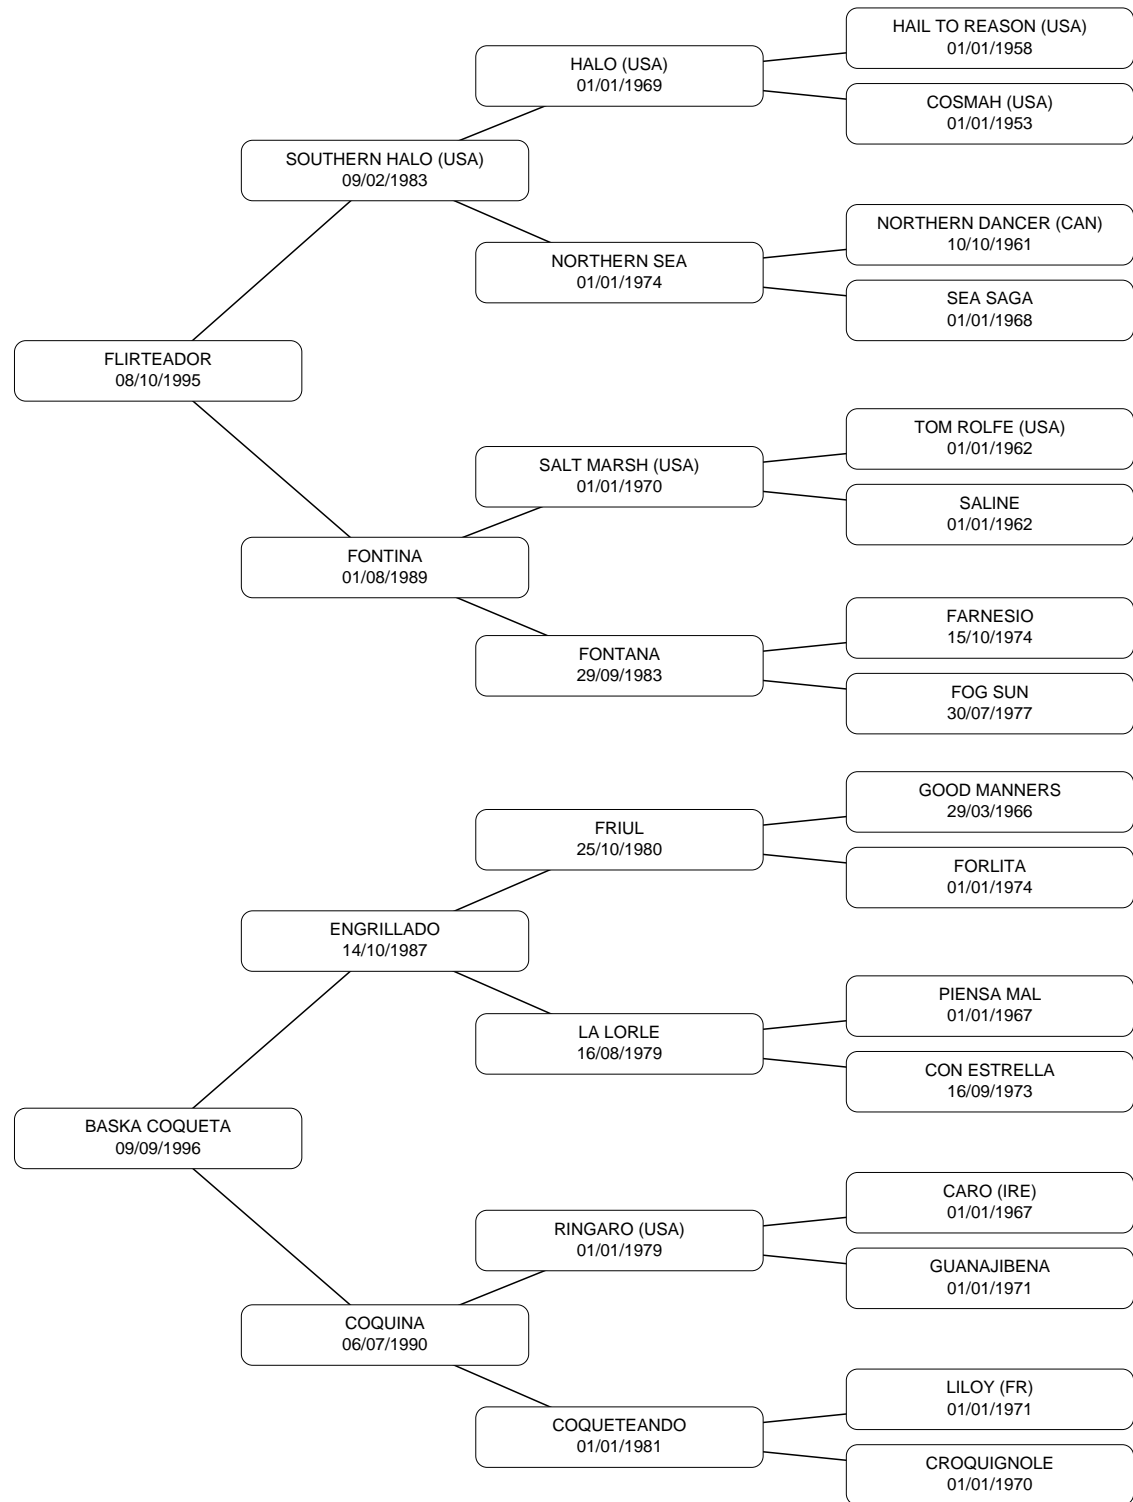 HAIL TO REASON (USA)
01/01/1958
HALO (USA)
01/01/1969
COSMAH (USA)
01/01/1953
SOUTHERN HALO (USA)
09/02/1983
NORTHERN DANCER (CAN)
10/10/1961
NORTHERN SEA
01/01/1974
SEA SAGA
01/01/1968
FLIRTEADOR
08/10/1995
TOM ROLFE (USA)
01/01/1962
SALT MARSH (USA)
01/01/1970
SALINE
01/01/1962
FONTINA
01/08/1989
FARNESIO
15/10/1974
FONTANA
29/09/1983
FOG SUN
30/07/1977
GOOD MANNERS
29/03/1966
FRIUL
25/10/1980
FORLITA
01/01/1974
ENGRILLADO
14/10/1987
PIENSA MAL
01/01/1967
LA LORLE
16/08/1979
CON ESTRELLA
16/09/1973
BASKA COQUETA
09/09/1996
CARO (IRE)
01/01/1967
RINGARO (USA)
01/01/1979
GUANAJIBENA
01/01/1971
COQUINA
06/07/1990
LILOY (FR)
01/01/1971
COQUETEANDO
01/01/1981
CROQUIGNOLE
01/01/1970